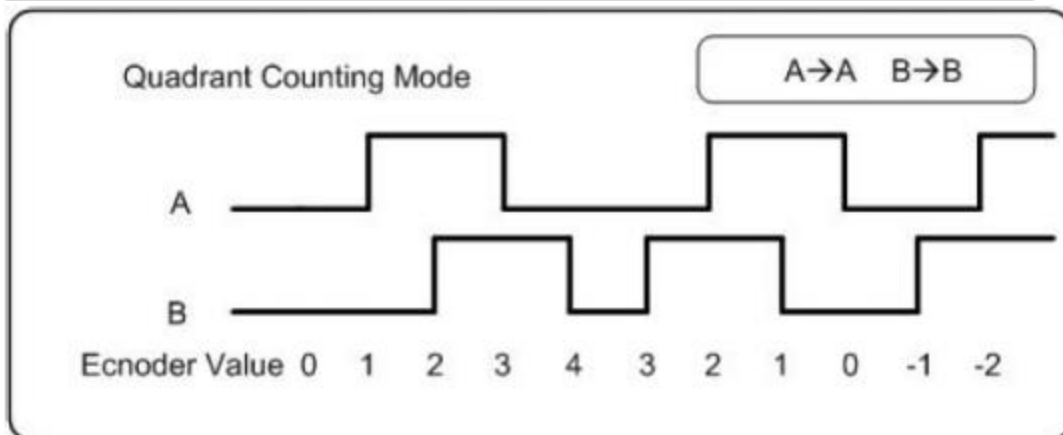 Quadrant Counting Mode
A→A B→B
A
B
Ecnoder Value 0 1 2 3 4 3 2 1 0 -1 -2